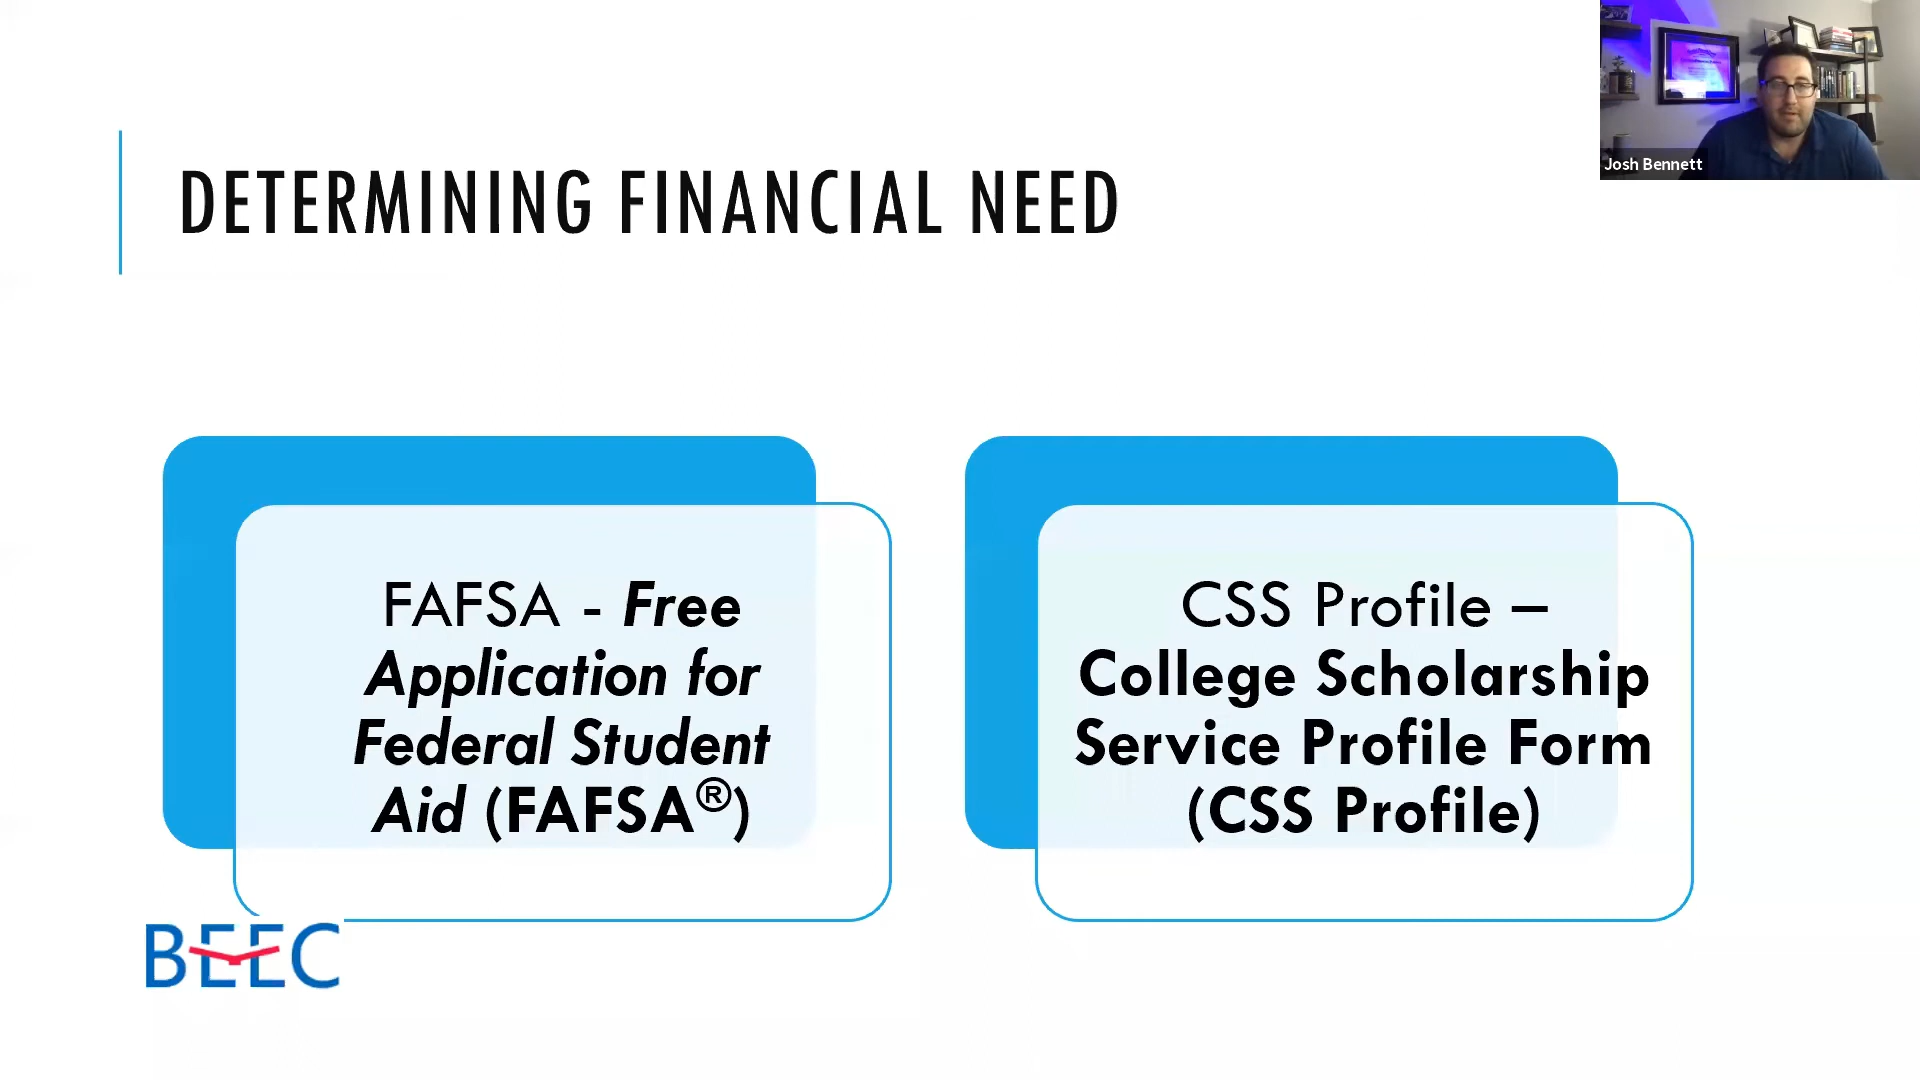 Josh Bennett
DETERMINING FINANCIAL NEED
FAFSA - Free
Application for
Federal Student
Aid (FAFSA®)
CSS Profile –
College Scholarship
Service Profile Form
(CSS Profile)
BEEC